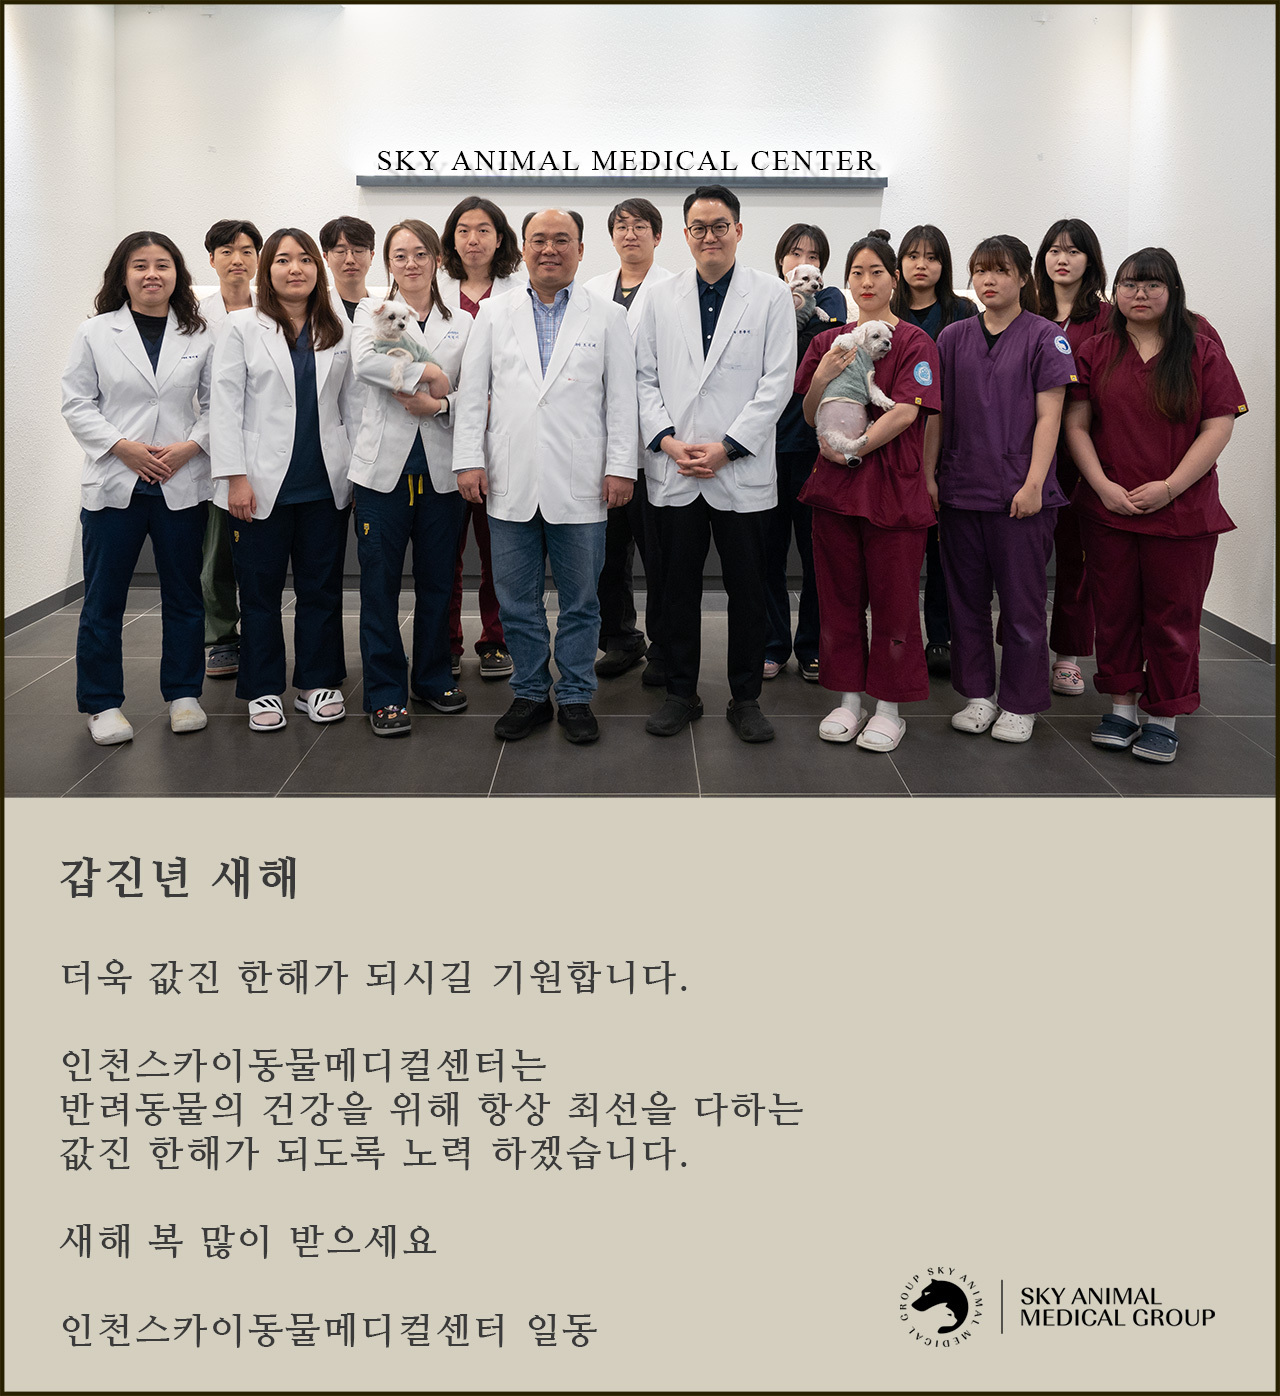 SKY ANIMAL MEDICAL CENTER
갑진년 새해
더욱 값진 한해가 되시길 기원합니다.
인천스카이동물메디컬센터는
반려동물의 건강을 위해 항상 최선을 다하는
값진 한해가 되도록 노력 하겠습니다.
새해 복 많이 받으세요
인천스카이동물메디컬센터 일동
SKY ANIMAL MEDICAL GROUP
SKY ANIMAL
MEDICAL GROUP